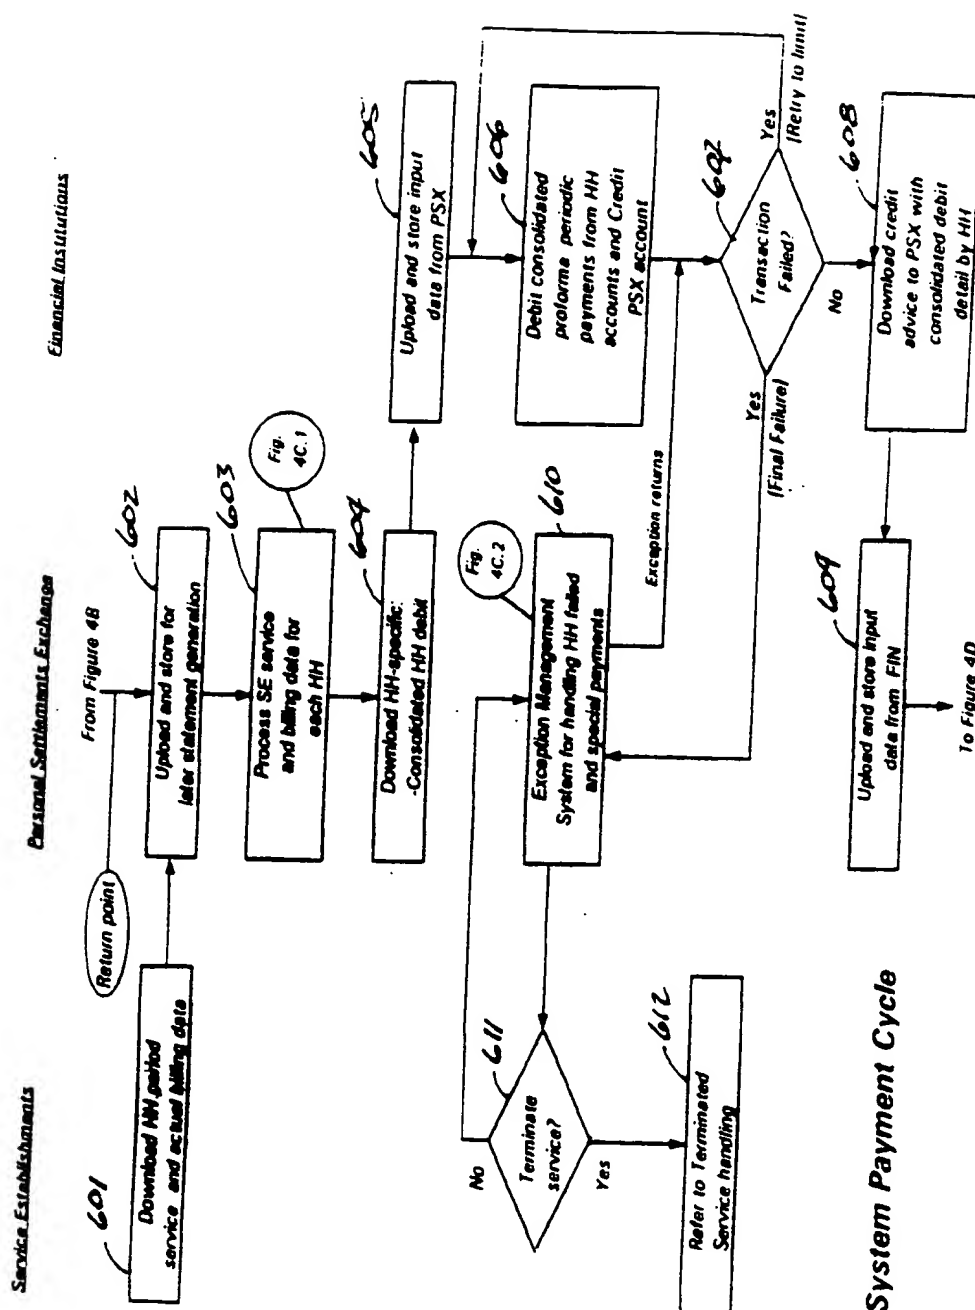 Service Establishments
Personal Settlements Exchange
Financial Institutions
Return point
From Figure 4B
601
Download HH period
service and actual billing data
602
Upload and store for
later statement generation
603
Process SE service
and billing data for
each HH
Fig.
4C.1
604
Download HH-specific:
-Consolidated HH debit
605
Upload and store input
data from PSX
606
Debit consolidated
proforma periodic
payments from HH
accounts and Credit
PSX account
607
Transaction
Failed?
Yes
(Retry to limit)
Yes
(Final Failure)
No
608
Download credit
advice to PSX with
consolidated debit
detail by HH
Fig.
4C.2
610
Exception Management
System for handling HH failed
and special payments
Exception returns
611
Terminate
service?
No
Yes
612
Refer to Terminated
Service handling
609
Upload and store input
data from FIN
To Figure 4D
System Payment Cycle